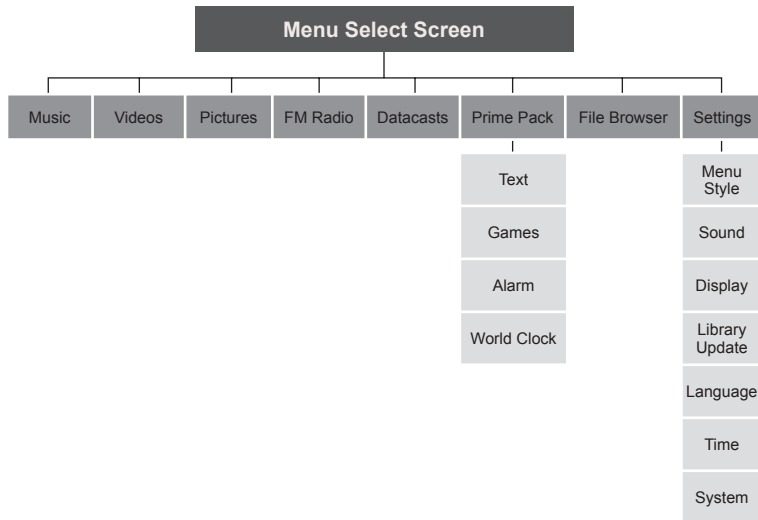 Menu Select Screen
Music Videos Pictures FM Radio Datacasts Prime Pack File Browser Settings
Text
Games
Alarm
World Clock
Menu
Style
Sound
Display
Library
Update
Language
Time
System